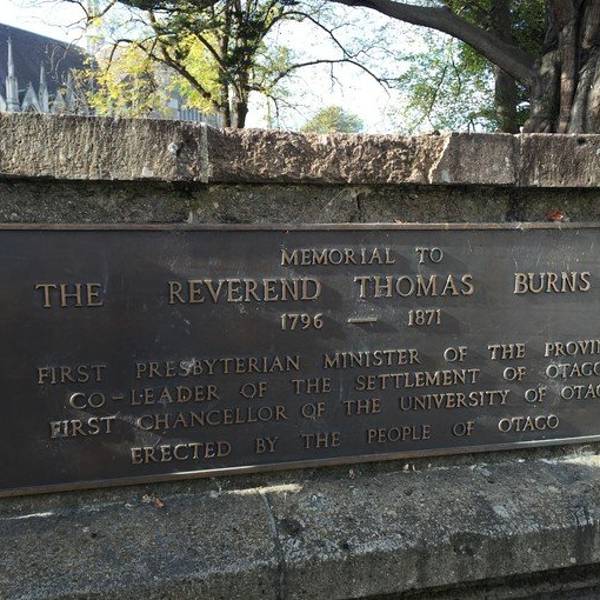 MEMORIAL TO
THE REVEREND THOMAS BURNS
1796 — 1871
FIRST PRESBYTERIAN MINISTER OF THE PROVIN
CO-LEADER OF THE SETTLEMENT OF OTAGO
FIRST CHANCELLOR OF THE UNIVERSITY OF OTAG
ERECTED BY THE PEOPLE OF OTAGO